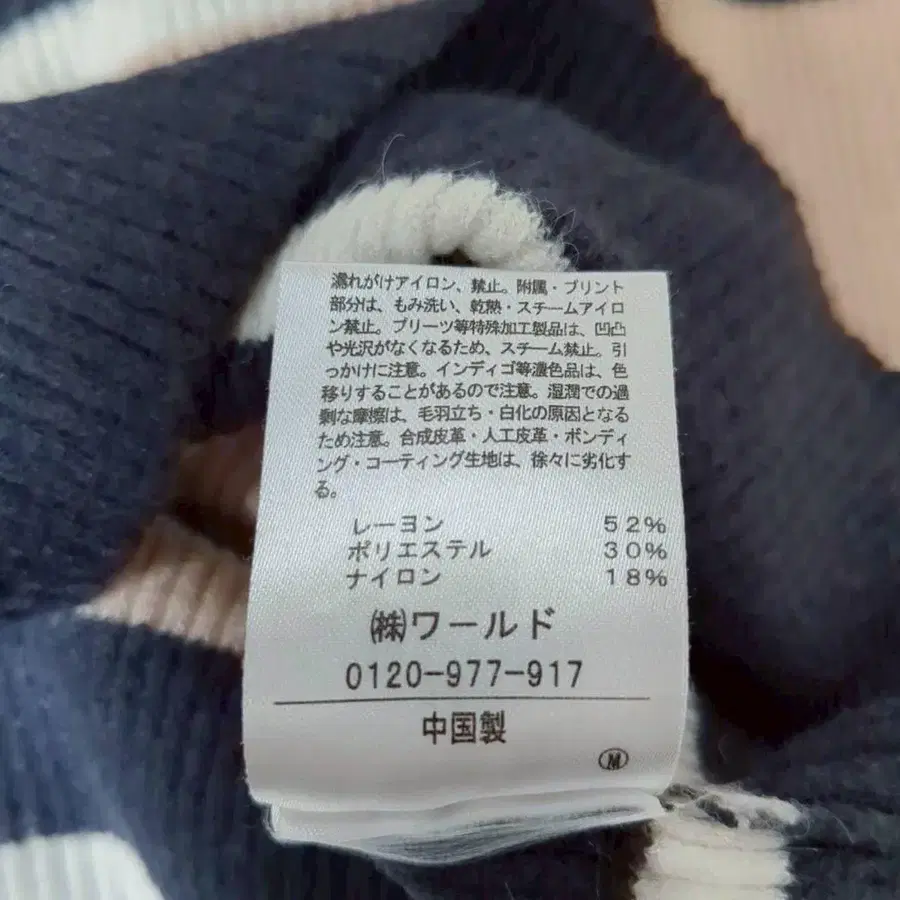 濡れがけアイロン、禁止。附属・プリント
部分は、もみ洗い、乾熱・スチームアイロ
ン禁止。プリーツ等特殊加工製品は、凹凸
や光沢がなくなるため、スチーム禁止。引
っかけに注意。インディゴ等濃色品は、色
移りすることがあるので注意。湿潤での過
剰な摩擦は、毛羽立ち・白化の原因となる
ため注意。合成皮革・人工皮革・ボンディ
ング・コーティング生地は、徐々に劣化す
る。
レーヨン 52%
ポリエステル 30%
ナイロン 18%
㈱ワールド
0120-977-917
中国製
Ⓜ